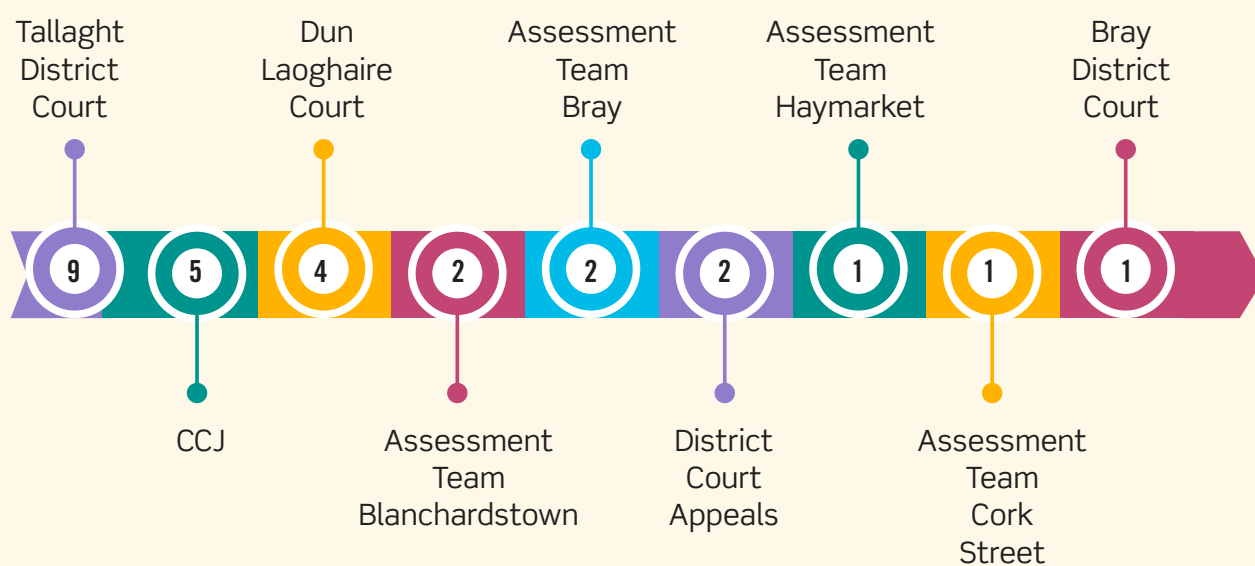 Tallaght
District
Court
Dun
Laoghaire
Court
Assessment
Team
Bray
Assessment
Team
Haymarket
Bray
District
Court
9
5
4
2
2
2
1
1
1
CCJ
Assessment
Team
Blanchardstown
District
Court
Appeals
Assessment
Team
Cork
Street